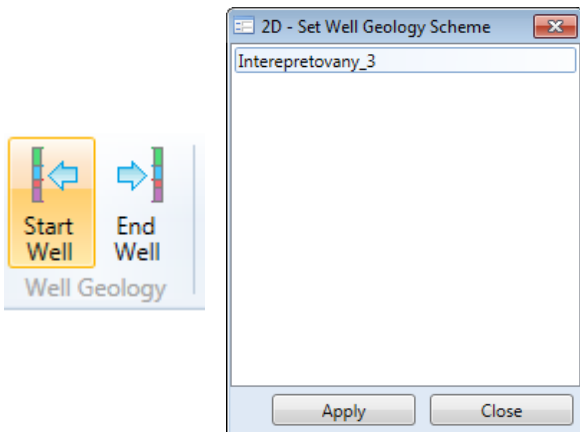 Start
Well
End
Well
Well Geology
2D - Set Well Geology Scheme
Interepretovany_3
Apply
Close